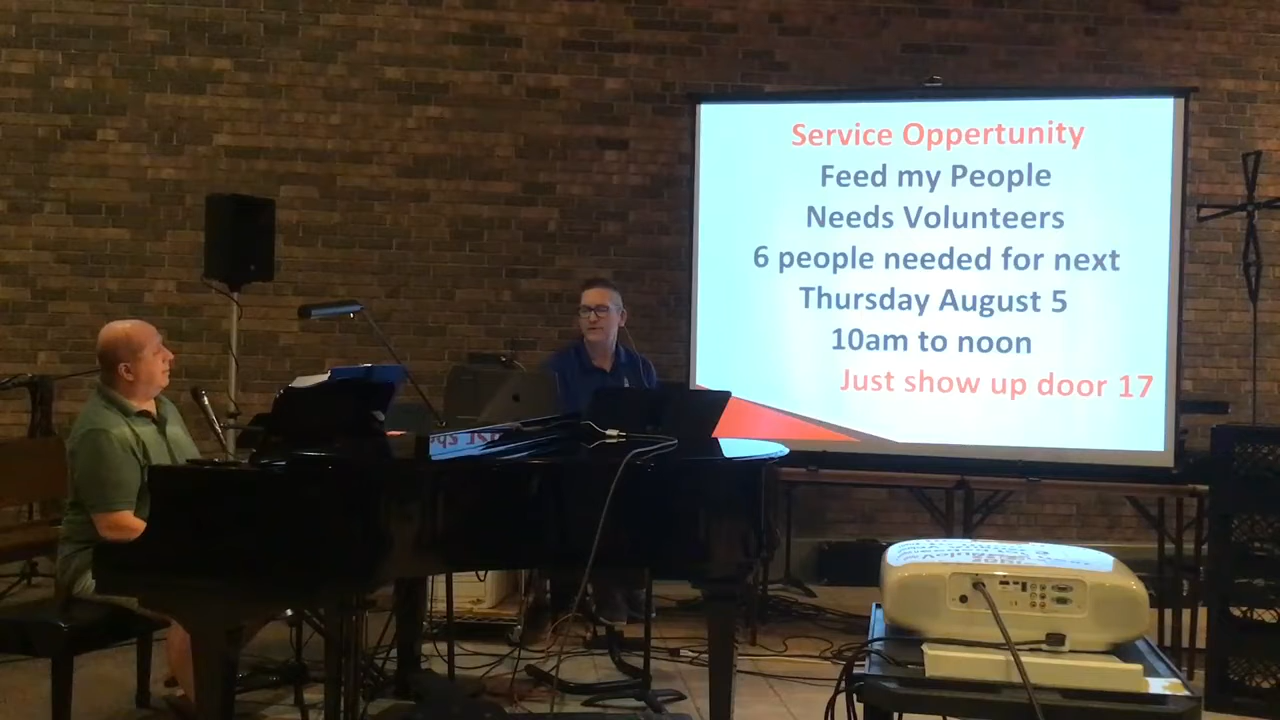 Service Oppertunity
Feed my People
Needs Volunteers
6 people needed for next
Thursday August 5
10am to noon
Just show up door 17